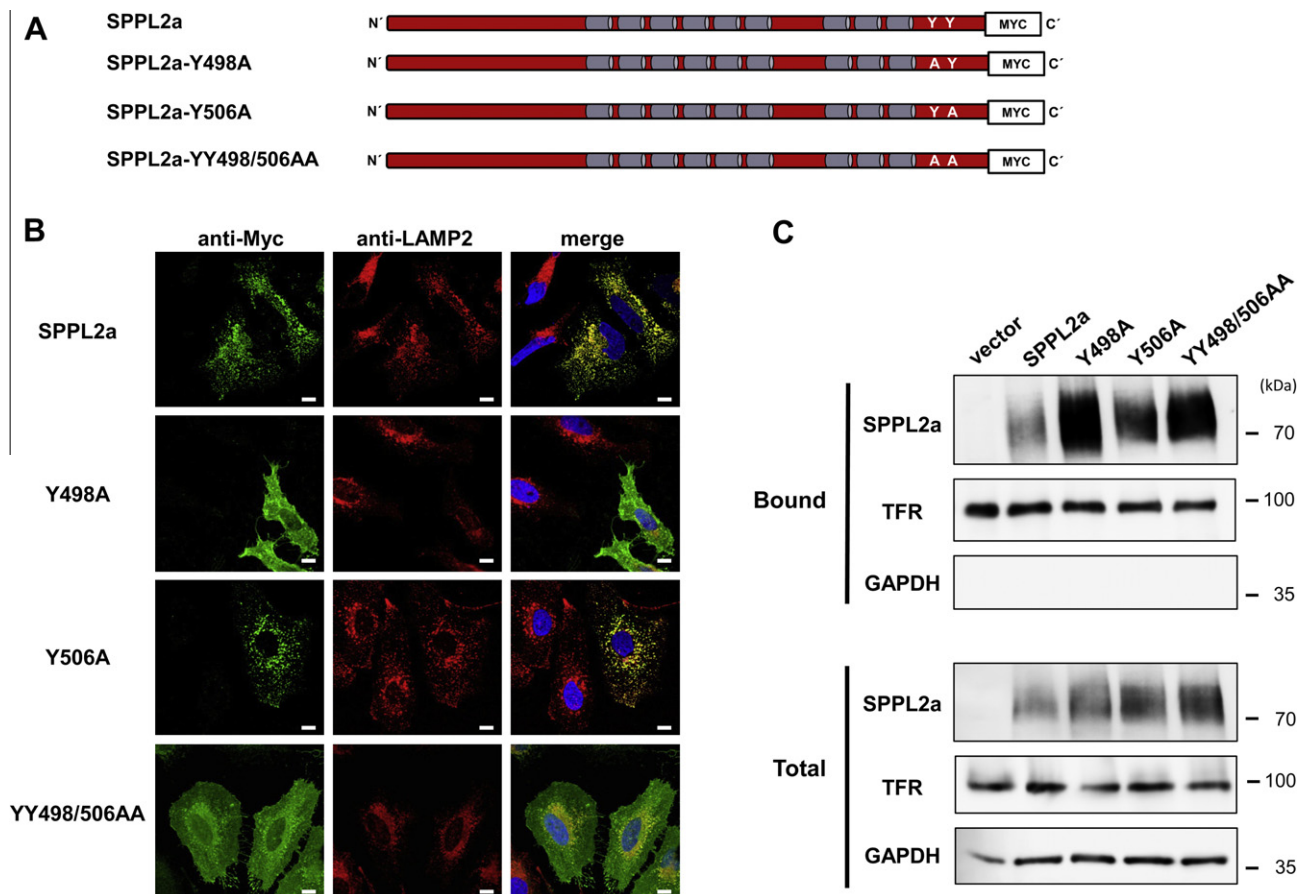 A
SPPL2a N´ Y Y MYC C´
SPPL2a-Y498A N´ A Y MYC C´
SPPL2a-Y506A N´ Y A MYC C´
SPPL2a-YY498/506AA N´ A A MYC C´
B
anti-Myc anti-LAMP2 merge
SPPL2a
Y498A
Y506A
YY498/506AA
C
vector SPPL2a Y498A Y506A YY498/506AA
(kDa)
Bound
SPPL2a 70
TFR 100
GAPDH 35
Total
SPPL2a 70
TFR 100
GAPDH 35